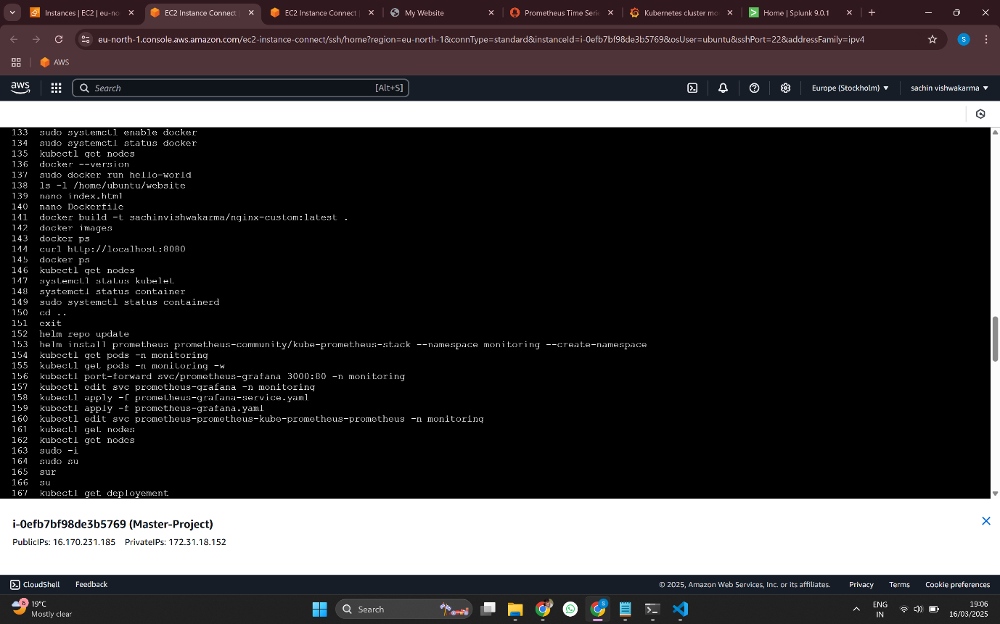 Instances | EC2 | eu-no
EC2 Instance Connect
EC2 Instance Connect
My Website
Prometheus Time Serie
Kubernetes cluster mo
Home | Splunk 9.0.1
eu-north-1.console.aws.amazon.com/ec2-instance-connect/ssh/home?region=eu-north-1&connType=standard&instanceId=i-0efb7bf98de3b5769&osUser=ubuntu&sshPort=22&addressFamily=ipv4
S
AWS
aws
Search
[Alt+S]
Europe (Stockholm)
sachin vishwakarma
133 sudo systemctl enable docker
134 sudo systemctl status docker
135 kubectl get nodes
136 docker --version
137 sudo docker run hello-world
138 ls -l /home/ubuntu/website
139 nano index.html
140 nano Dockerfile
141 docker build -t sachinvishwakarma/nginx-custom:latest .
142 docker images
143 docker ps
144 curl http://localhost:8080
145 docker ps
146 kubectl get nodes
147 systemctl status kubelet
148 systemctl status container
149 sudo systemctl status containerd
150 cd ..
151 exit
152 helm repo update
153 helm install prometheus prometheus-community/kube-prometheus-stack --namespace monitoring --create-namespace
154 kubectl get pods -n monitoring
155 kubectl get pods -n monitoring -w
156 kubectl port-forward svc/prometheus-grafana 3000:80 -n monitoring
157 kubectl edit svc prometheus-grafana -n monitoring
158 kubectl apply -f prometheus-grafana-service.yaml
159 kubectl apply -f prometheus-grafana.yaml
160 kubectl edit svc prometheus-prometheus-kube-prometheus-prometheus -n monitoring
161 kubectl get nodes
162 kubectl get nodes
163 sudo -i
164 sudo su
165 sur
166 su
167 kubectl get deployement
i-0efb7bf98de3b5769 (Master-Project)
PublicIPs: 16.170.231.185 PrivateIPs: 172.31.18.152
CloudShell
Feedback
© 2025, Amazon Web Services, Inc. or its affiliates.
Privacy
Terms
Cookie preferences
6
19°C
Mostly clear
Search
S
ENG
IN
19:06
16/03/2025